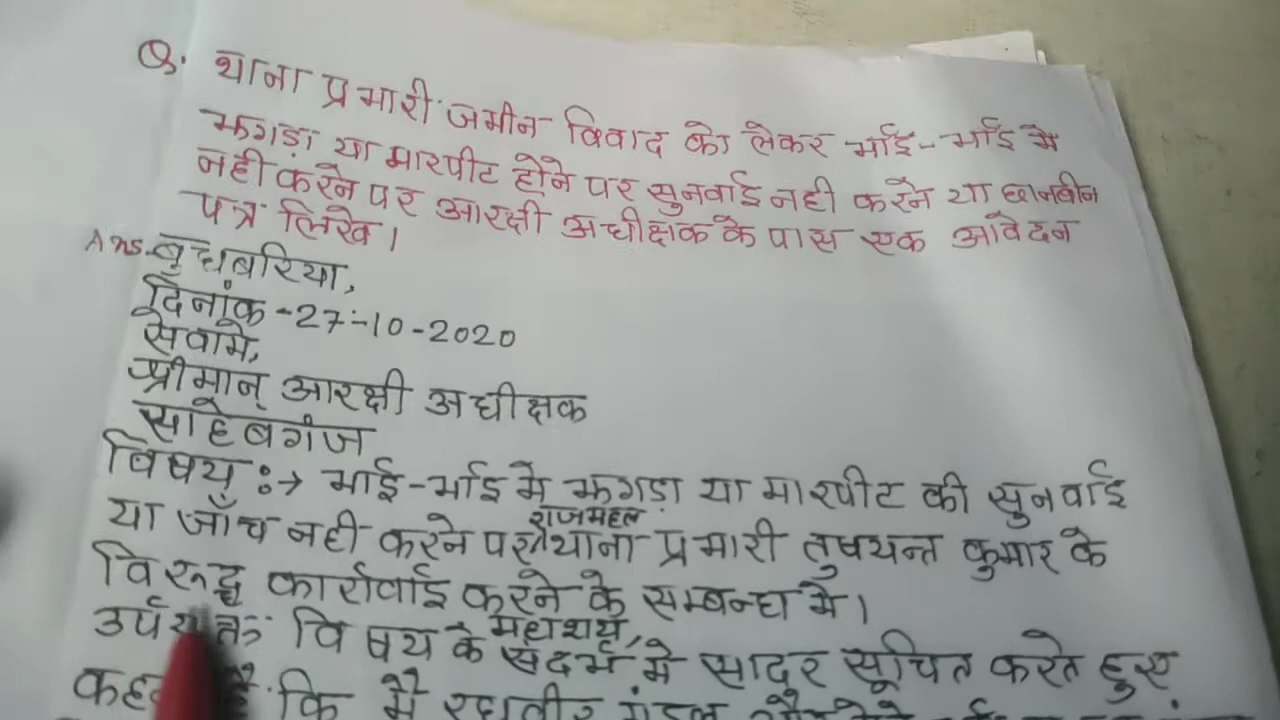 Q. थाना प्रभारी जमीन विवाद को लेकर भाई-भाई मे
झगड़ा या मारपीट होने पर सुनवाई नही करने या छानबीन
नही करने पर आरक्षी अधीक्षक के पास एक आवेदन
पत्र लिखे।
Ans. बुधबरिया,
दिनांक-27-10-2020
सेवामे,
श्रीमान् आरक्षी अधीक्षक
साहेबगंज
विषय :→ भाई-भाई मे झगड़ा या मारपीट की सुनवाई
राजमहल
या जाँच नही करने पर थाना प्रभारी तुषयन्त कुमार के
विरूद्ध कार्रावाई करने के सम्बन्ध मे।
महाशय,
विषय के संदर्भ मे सादर सूचित करते हुए
कि मै रघवीर मंडल